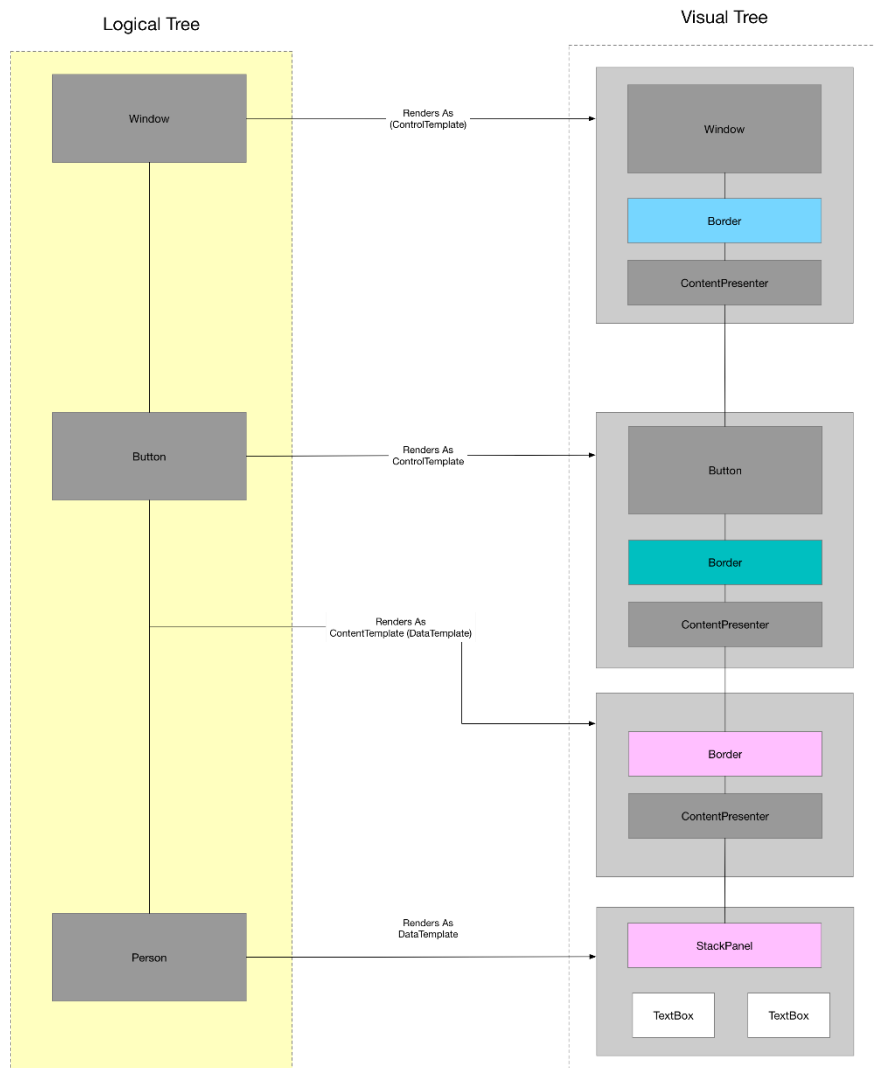 Logical Tree
Visual Tree
Window
Renders As
(ControlTemplate)
Window
Border
ContentPresenter
Button
Renders As
ControlTemplate
Button
Border
ContentPresenter
Renders As
ContentTemplate (DataTemplate)
Border
ContentPresenter
Person
Renders As
DataTemplate
StackPanel
TextBox
TextBox